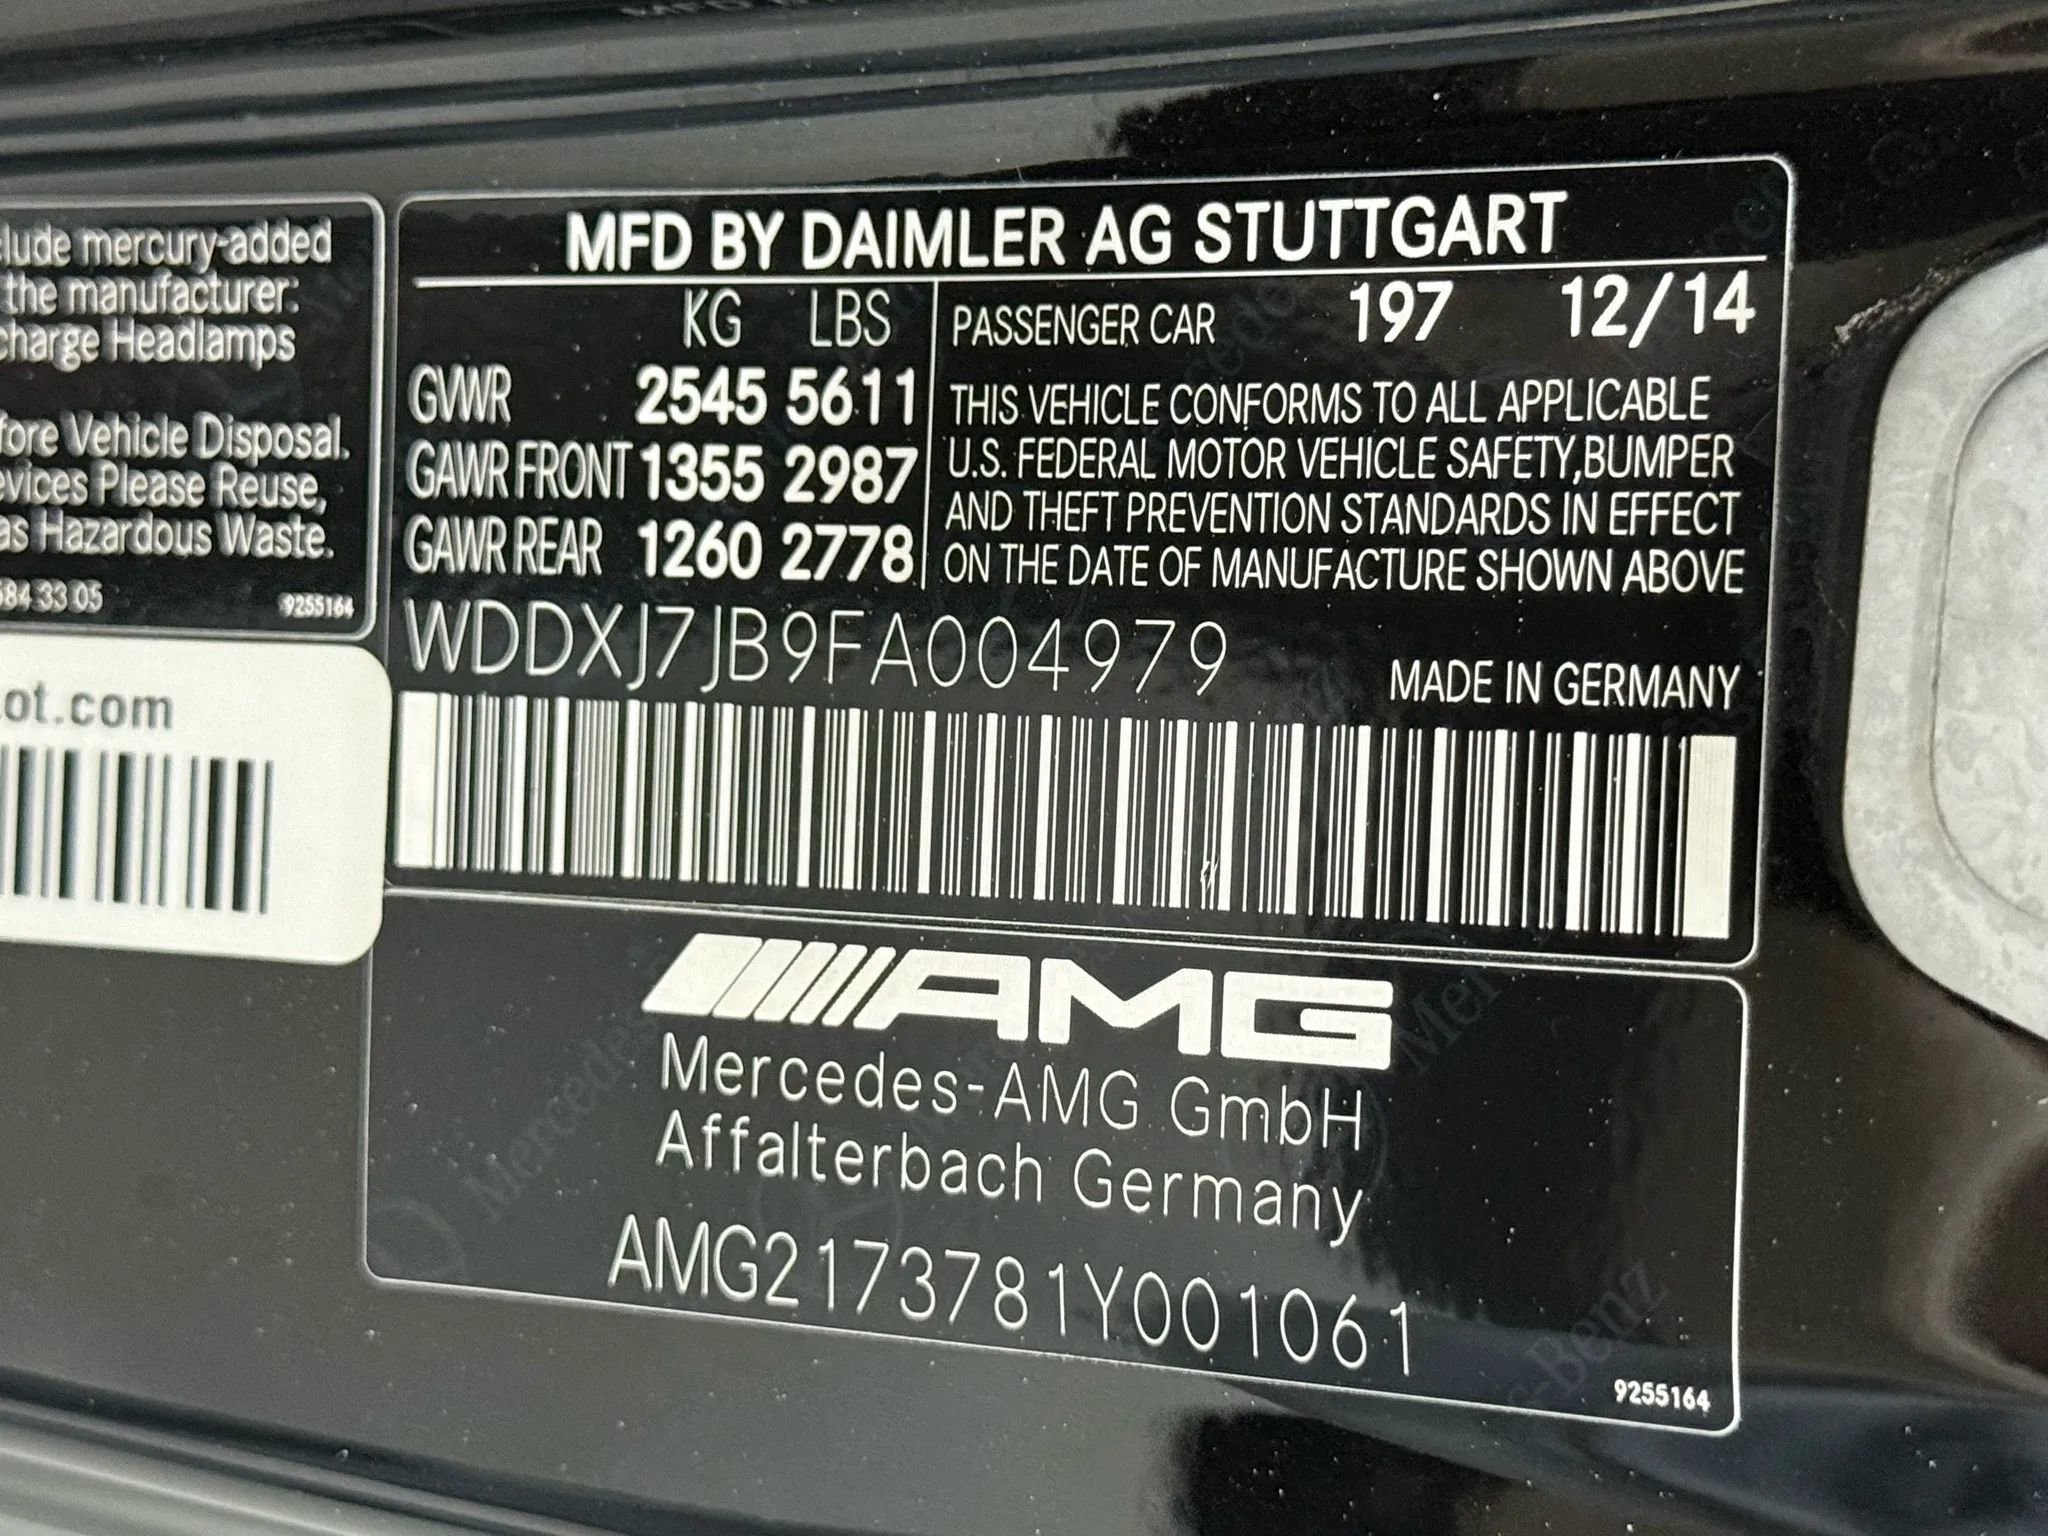 lude mercury-added
the manufacturer:
charge Headlamps
fore Vehicle Disposal.
evices Please Reuse,
as Hazardous Waste.
584 33 05
9255164
ot.com
MFD BY DAIMLER AG STUTTGART
KG LBS
GVWR 2545 5611
GAWR FRONT 1355 2987
GAWR REAR 1260 2778
PASSENGER CAR 197 12/14
THIS VEHICLE CONFORMS TO ALL APPLICABLE
U.S. FEDERAL MOTOR VEHICLE SAFETY,BUMPER
AND THEFT PREVENTION STANDARDS IN EFFECT
ON THE DATE OF MANUFACTURE SHOWN ABOVE
WDDXJ7JB9FA004979
MADE IN GERMANY
AMG
Mercedes-AMG GmbH
Affalterbach Germany
AMG2173781Y001061
9255164